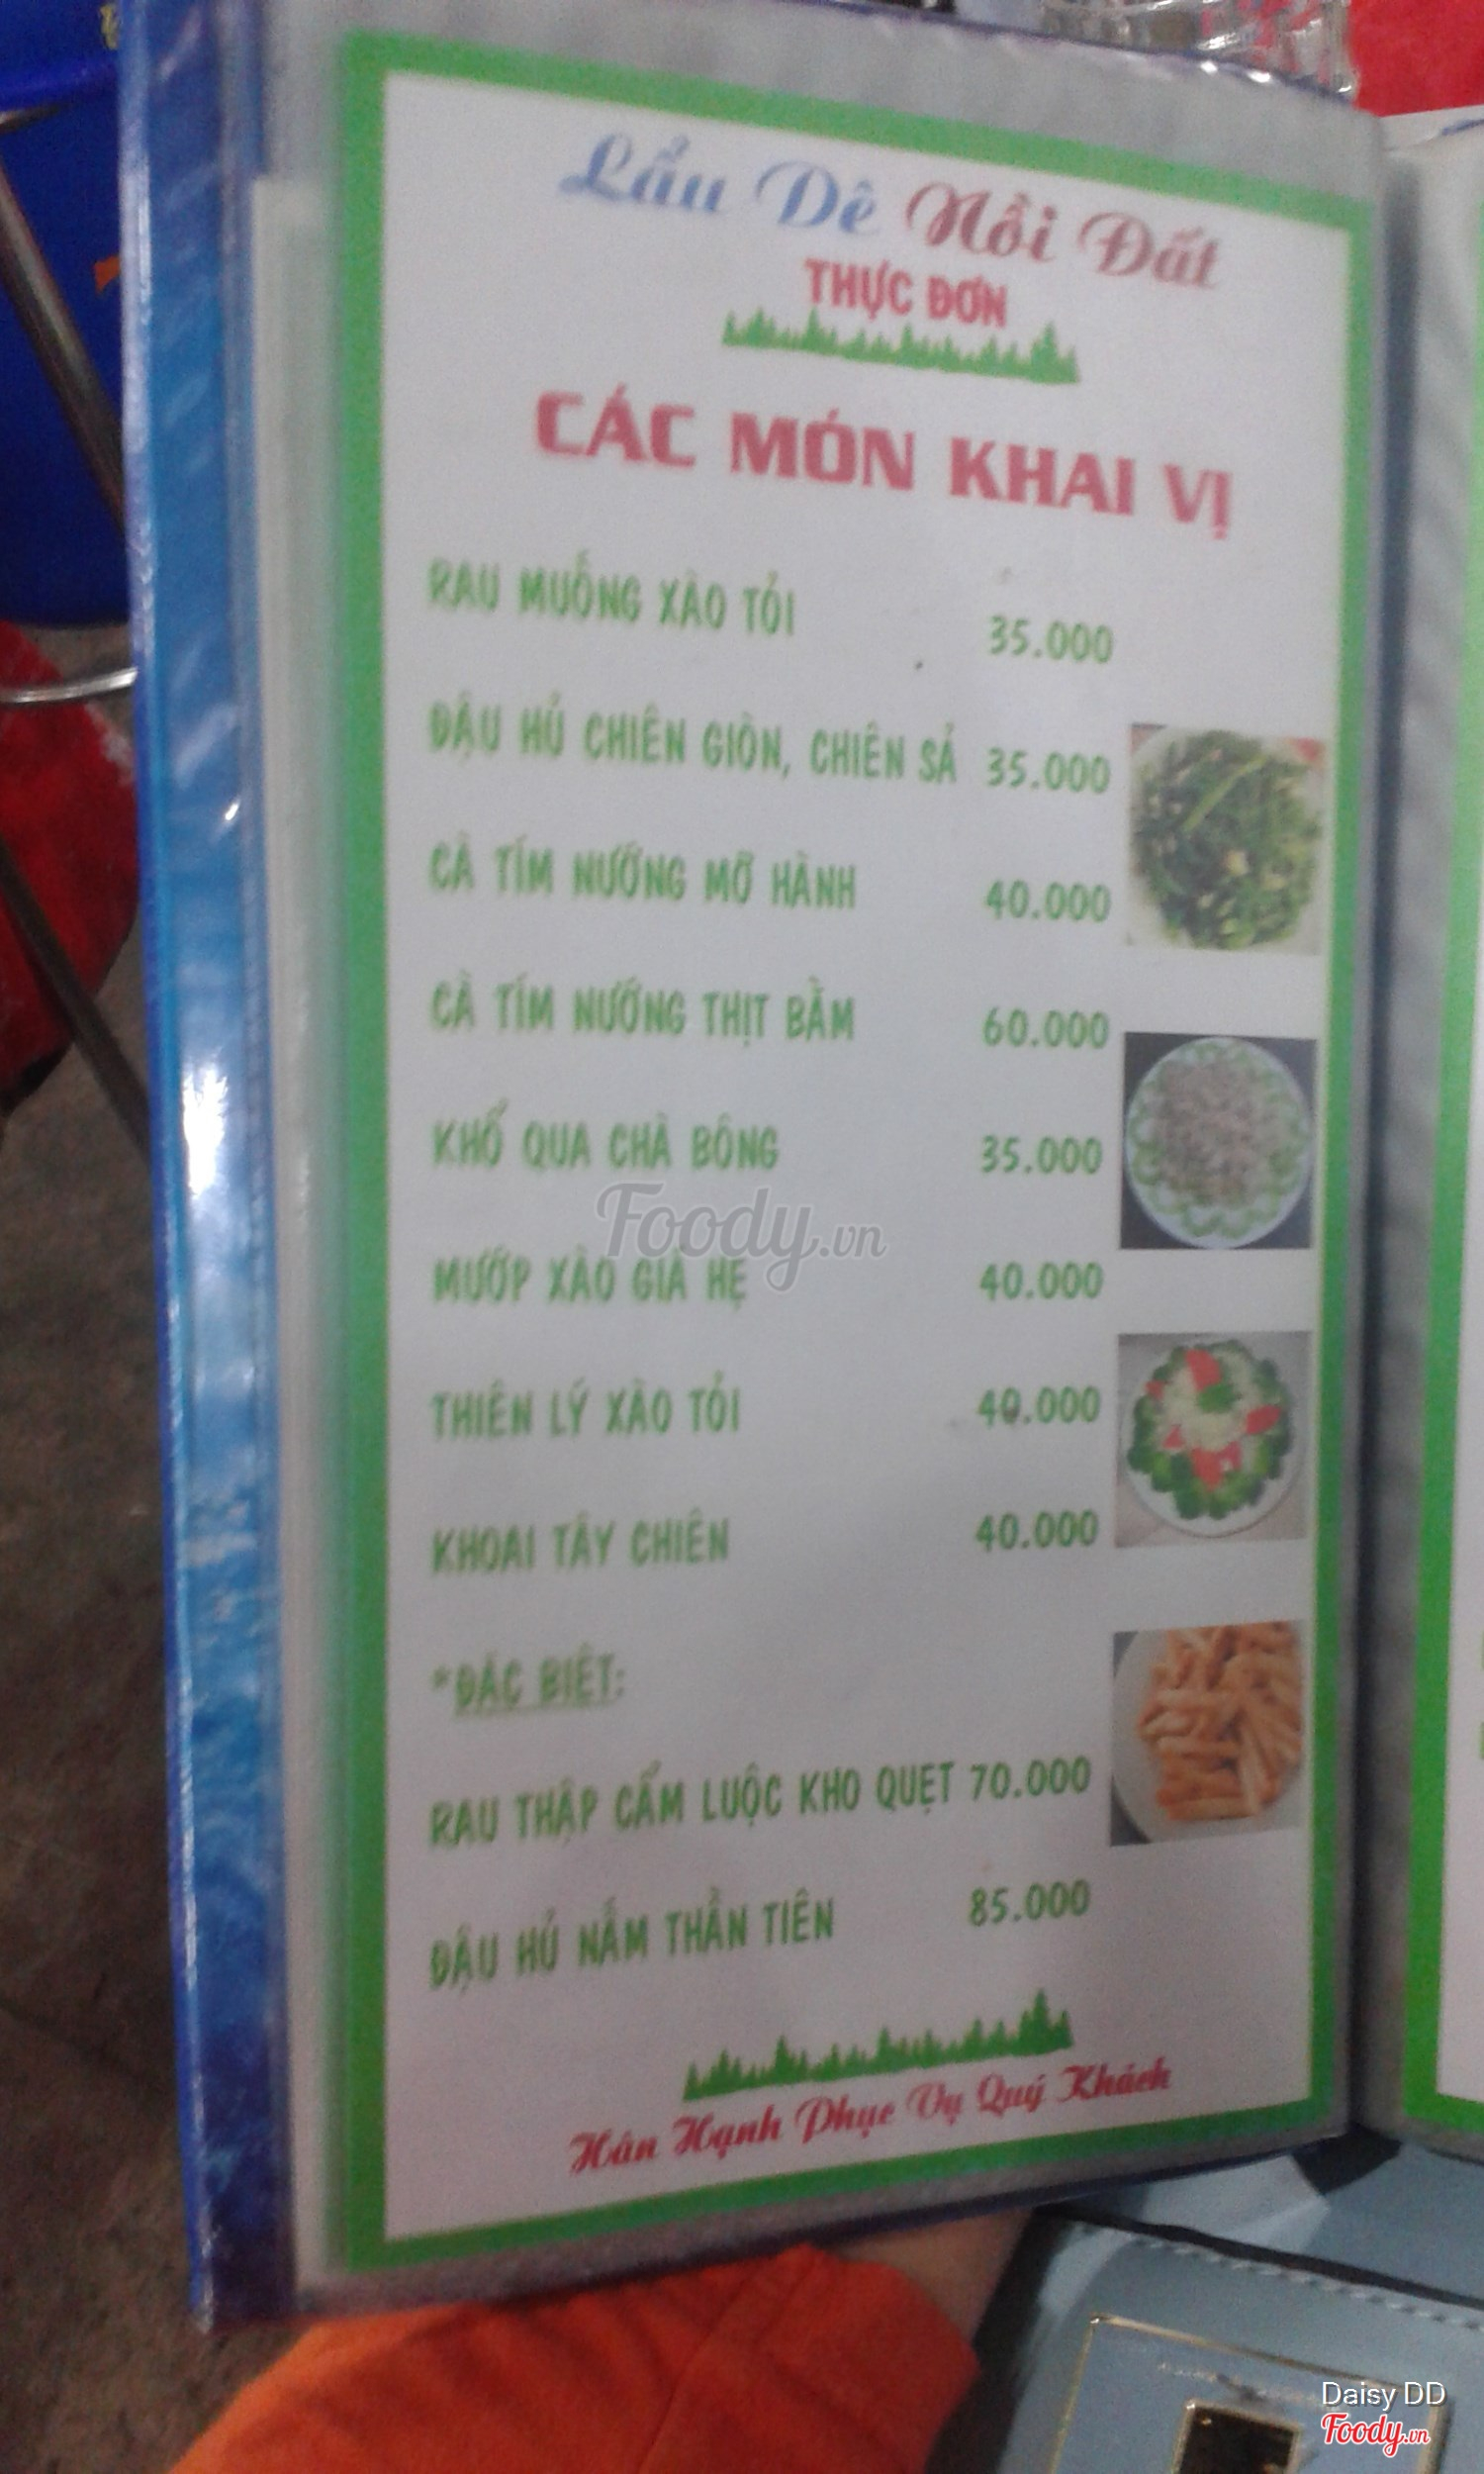 Lẩu Dê Nồi Đất
THỰC ĐƠN
CÁC MÓN KHAI VỊ
RAU MUỐNG XÀO TỎI 35.000
ĐẬU HỦ CHIÊN GIÒN, CHIÊN SẢ 35.000
CÀ TÍM NƯỚNG MỠ HÀNH 40.000
CÀ TÍM NƯỚNG THỊT BẰM 60.000
KHỔ QUA CHÀ BÔNG 35.000
Foody.vn
MƯỚP XÀO GIÁ HẸ 40.000
THIÊN LÝ XÀO TỎI 40.000
KHOAI TÂY CHIÊN 40.000
*ĐẶC BIỆT:
RAU THẬP CẨM LUỘC KHO QUẸT 70.000
ĐẬU HỦ NẤM THẦN TIÊN 85.000
Hân Hạnh Phục Vụ Quý Khách
Daisy DD
Foody.vn